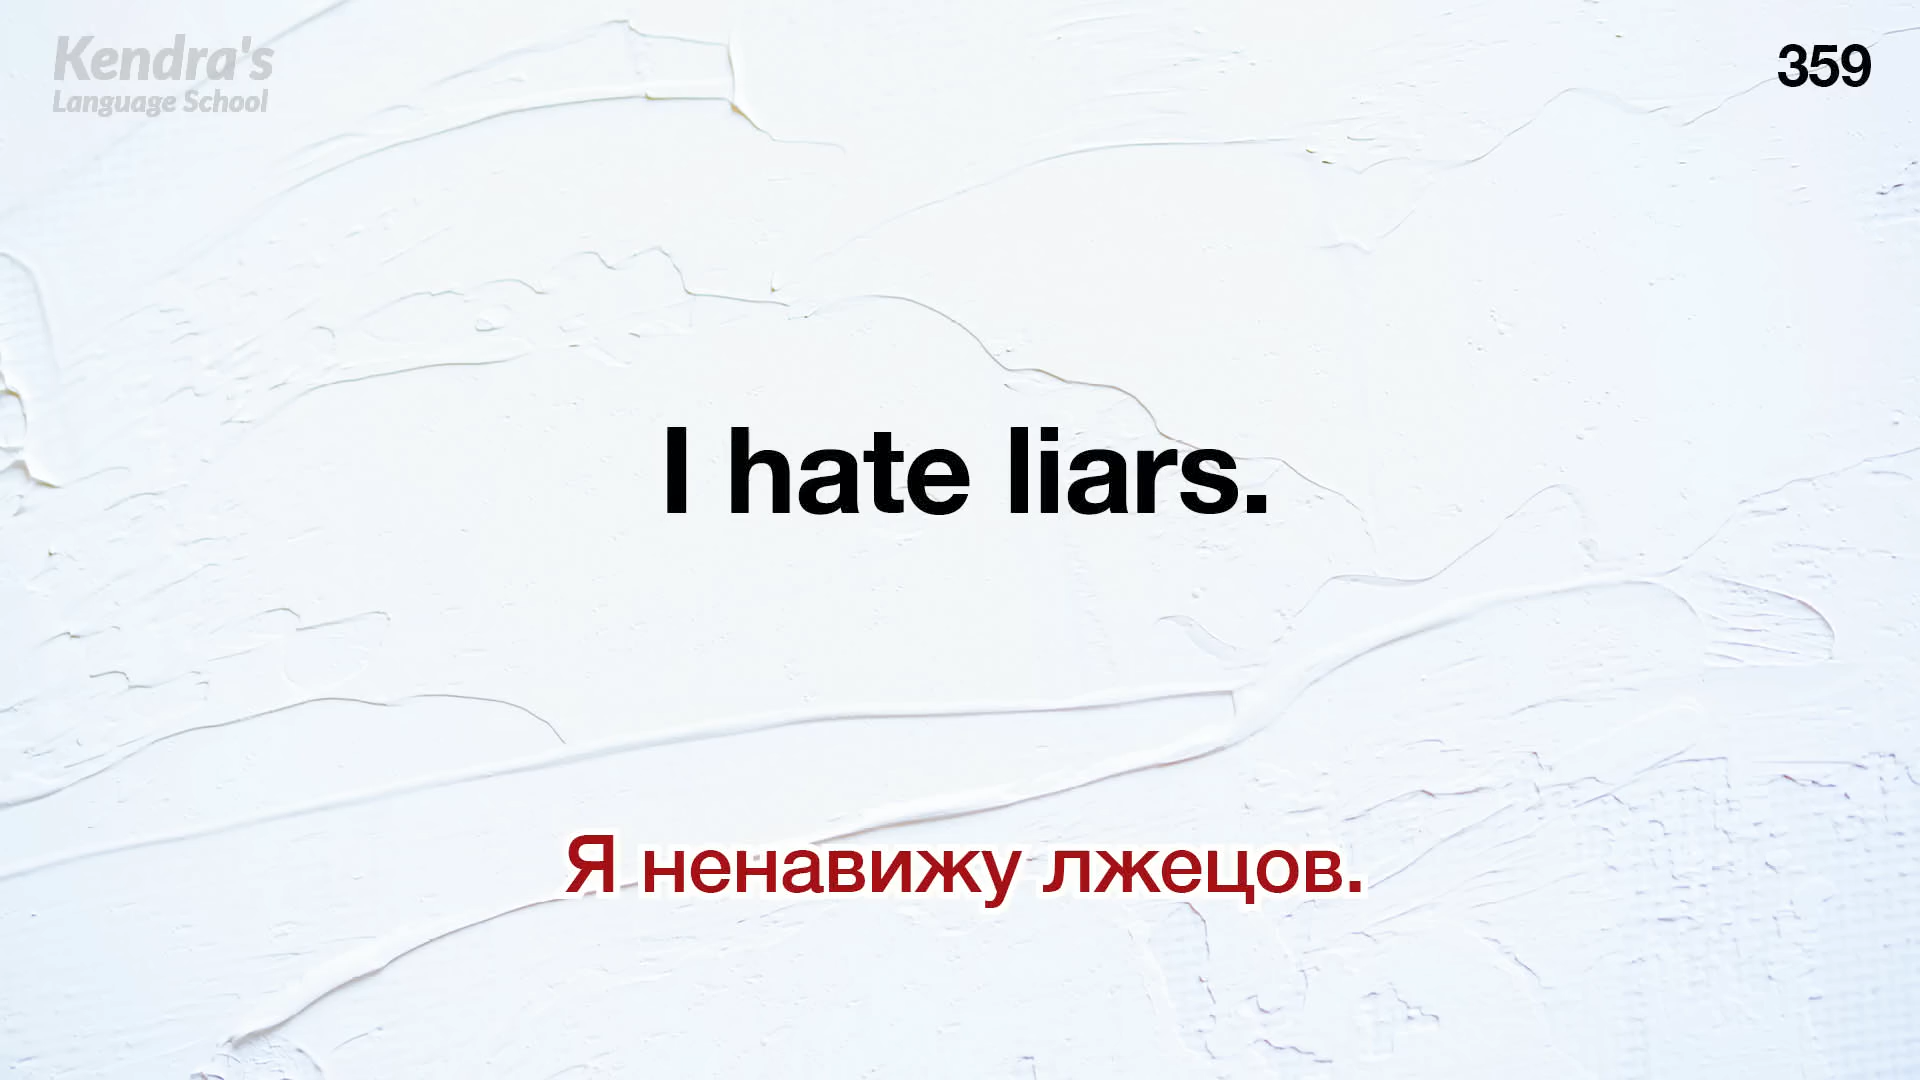 Kendra's
Language School
359
I hate liars.
Я ненавижу лжецов.